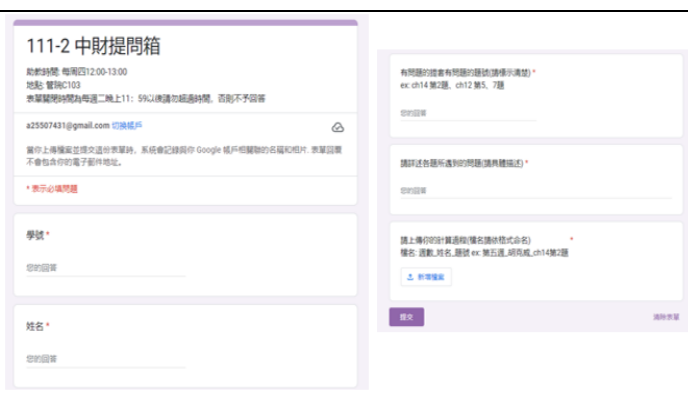 111-2 中財提問箱
助教時間: 每周四12:00-13:00
地點: 管院C103
表單關閉時間為每週二晚上11：59以後請勿超過時間，否則不予回答
a25507431@gmail.com 切換帳戶
當你上傳檔案並提交這份表單時，系統會記錄與你 Google 帳戶相關聯的名稱和相片. 表單回覆
不會包含你的電子郵件地址。
* 表示必填問題
學號 *
您的回答
姓名 *
您的回答
有問題的題者有問題的題號(請標示清楚) *
ex: ch14 第2題，ch12 第5、7題
您的回答
請詳述各題所遇到的問題(請具體描述) *
您的回答
請上傳你的計算過程(檔名請依格式命名) *
檔名: 週數_姓名_題號 ex: 第五週_胡克威_ch14第2題
新增檔案
提交
清除表單